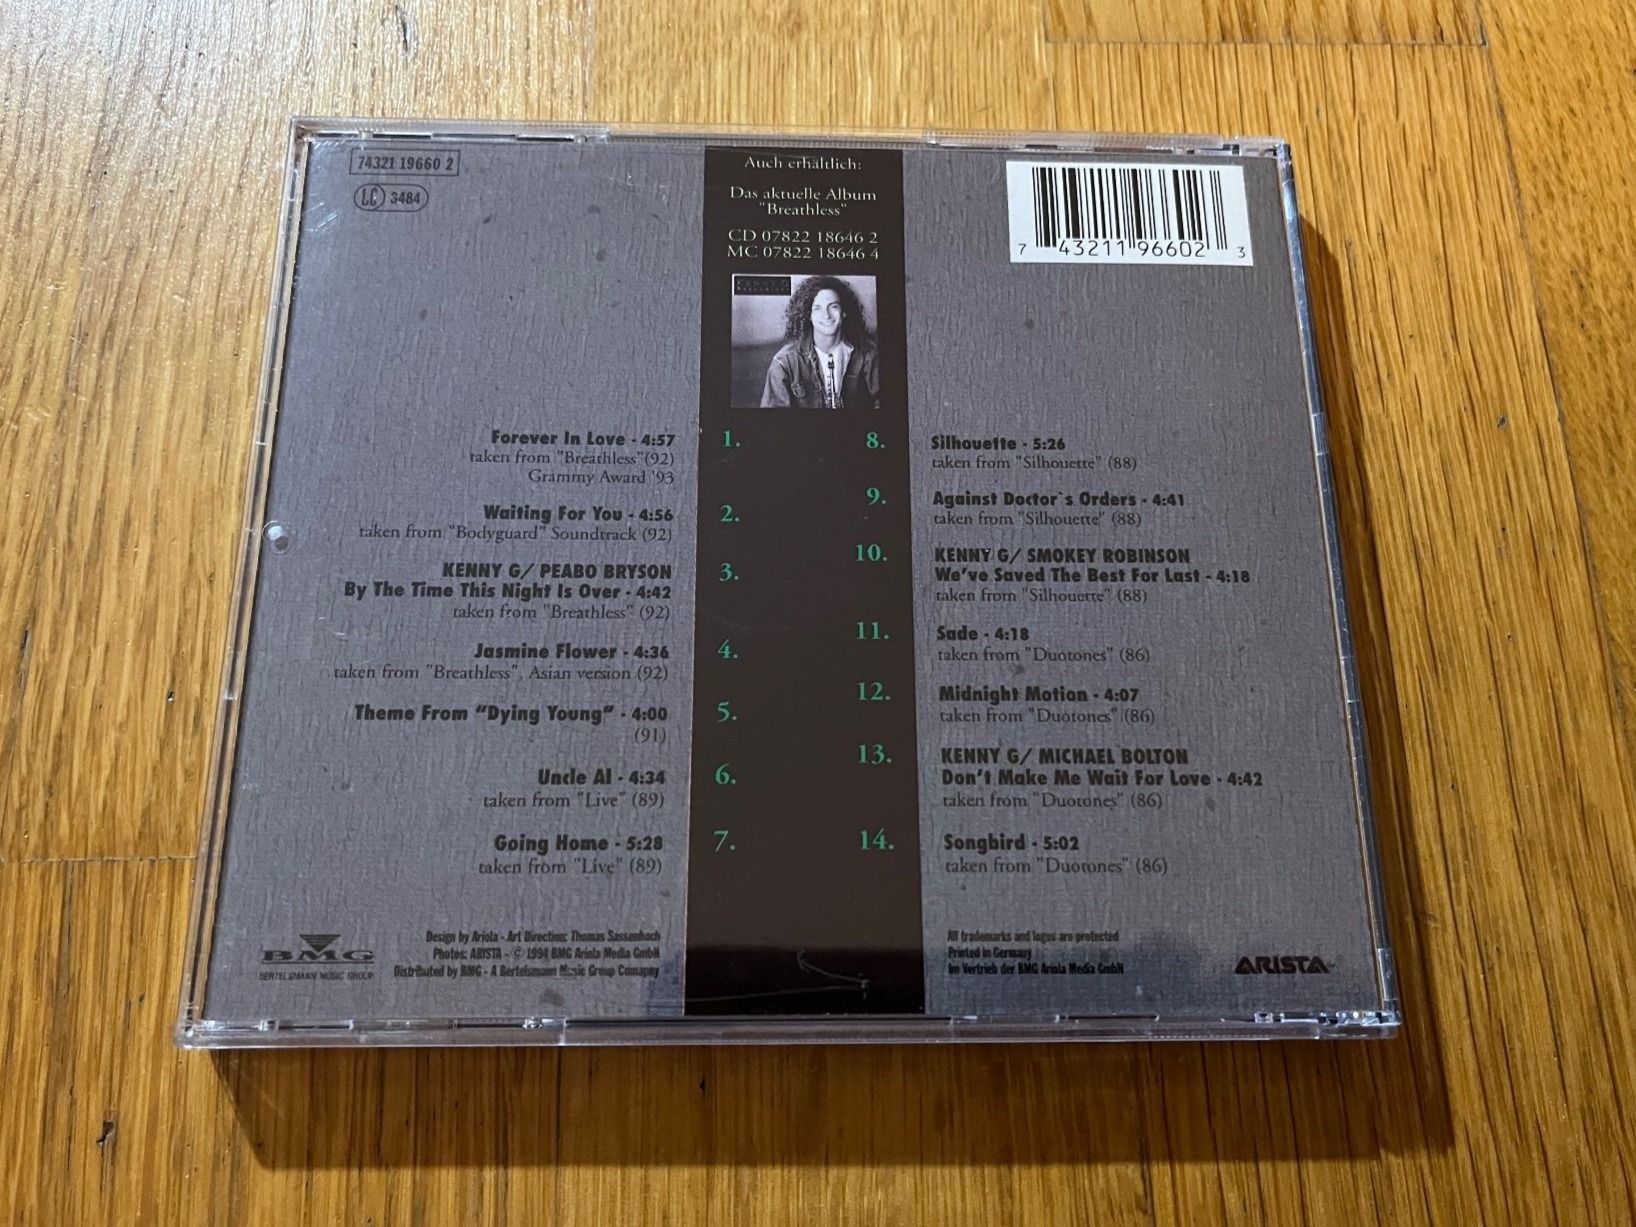 74321 19660 2
LC 3484
Auch erhältlich:
Das aktuelle Album
"Breathless"
CD 07822 18646 2
MC 07822 18646 4
KENNY G
BREATHLESS
7 43211 96602 3
1.
Forever In Love - 4:57
taken from "Breathless"(92)
Grammy Award '93
2.
Waiting For You - 4:56
taken from "Bodyguard" Soundtrack (92)
3.
KENNY G/ PEABO BRYSON
By The Time This Night Is Over - 4:42
taken from "Breathless" (92)
4.
Jasmine Flower - 4:36
taken from "Breathless", Asian version (92)
5.
Theme From "Dying Young" - 4:00
(91)
6.
Uncle Al - 4:34
taken from "Live" (89)
7.
Going Home - 5:28
taken from "Live" (89)
8.
Silhouette - 5:26
taken from "Silhouette" (88)
9.
Against Doctor`s Orders - 4:41
taken from "Silhouette" (88)
10.
KENNY G/ SMOKEY ROBINSON
We've Saved The Best For Last - 4:18
taken from "Silhouette" (88)
11.
Sade - 4:18
taken from "Duotones" (86)
12.
Midnight Motion - 4:07
taken from "Duotones" (86)
13.
KENNY G/ MICHAEL BOLTON
Don't Make Me Wait For Love - 4:42
taken from "Duotones" (86)
14.
Songbird - 5:02
taken from "Duotones" (86)
BMG
BERTELSMANN MUSIC GROUP
Design by Ariola - Art Direction: Thomas Sassenbach
Photos: ARISTA - © 1994 BMG Ariola Media GmbH
Distributed by BMG - A Bertelsmann Music Group Comapny
All trademarks and logos are protected
Printed in Germany
Im Vertrieb der BMG Ariola Media GmbH
ARISTA